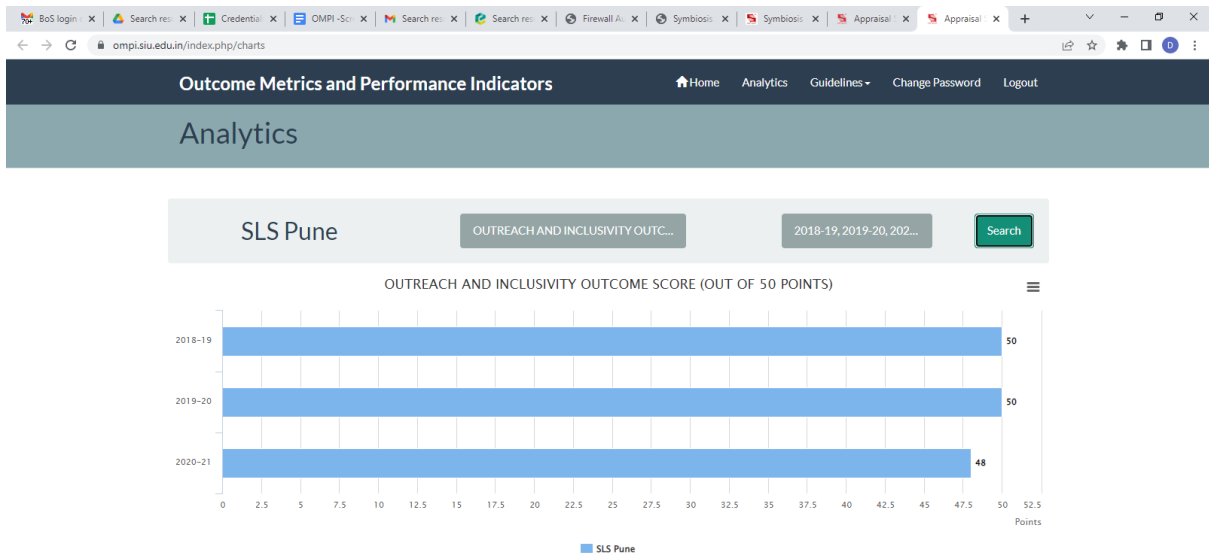 BoS login
Search res
Credential
OMPI -Scr
Search res
Search res
Firewall Au
Symbiosis
Symbiosis
Appraisal
Appraisal
ompi.siu.edu.in/index.php/charts
D
Outcome Metrics and Performance Indicators
Home Analytics Guidelines Change Password Logout
Analytics
SLS Pune OUTREACH AND INCLUSIVITY OUTC... 2018-19, 2019-20, 202... Search
OUTREACH AND INCLUSIVITY OUTCOME SCORE (OUT OF 50 POINTS)
2018-19 50
2019-20 50
2020-21 48
0 2.5 5 7.5 10 12.5 15 17.5 20 22.5 25 27.5 30 32.5 35 37.5 40 42.5 45 47.5 50 52.5
Points
SLS Pune